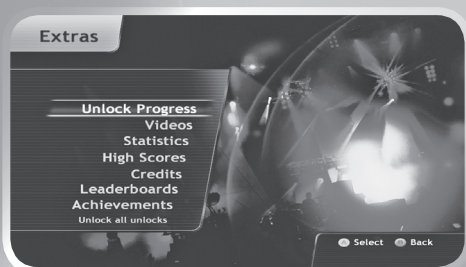 Extras
Unlock Progress
Videos
Statistics
High Scores
Credits
Leaderboards
Achievements
Unlock all unlocks
Select Back